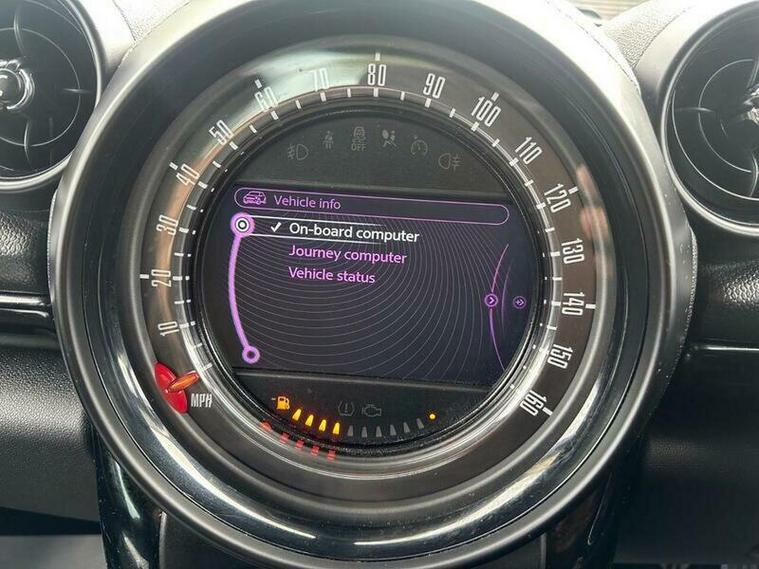 80
70
90
60
100
50
110
40
120
30
130
20
140
10
150
160
MPH
OFF
Vehicle info
On-board computer
Journey computer
Vehicle status